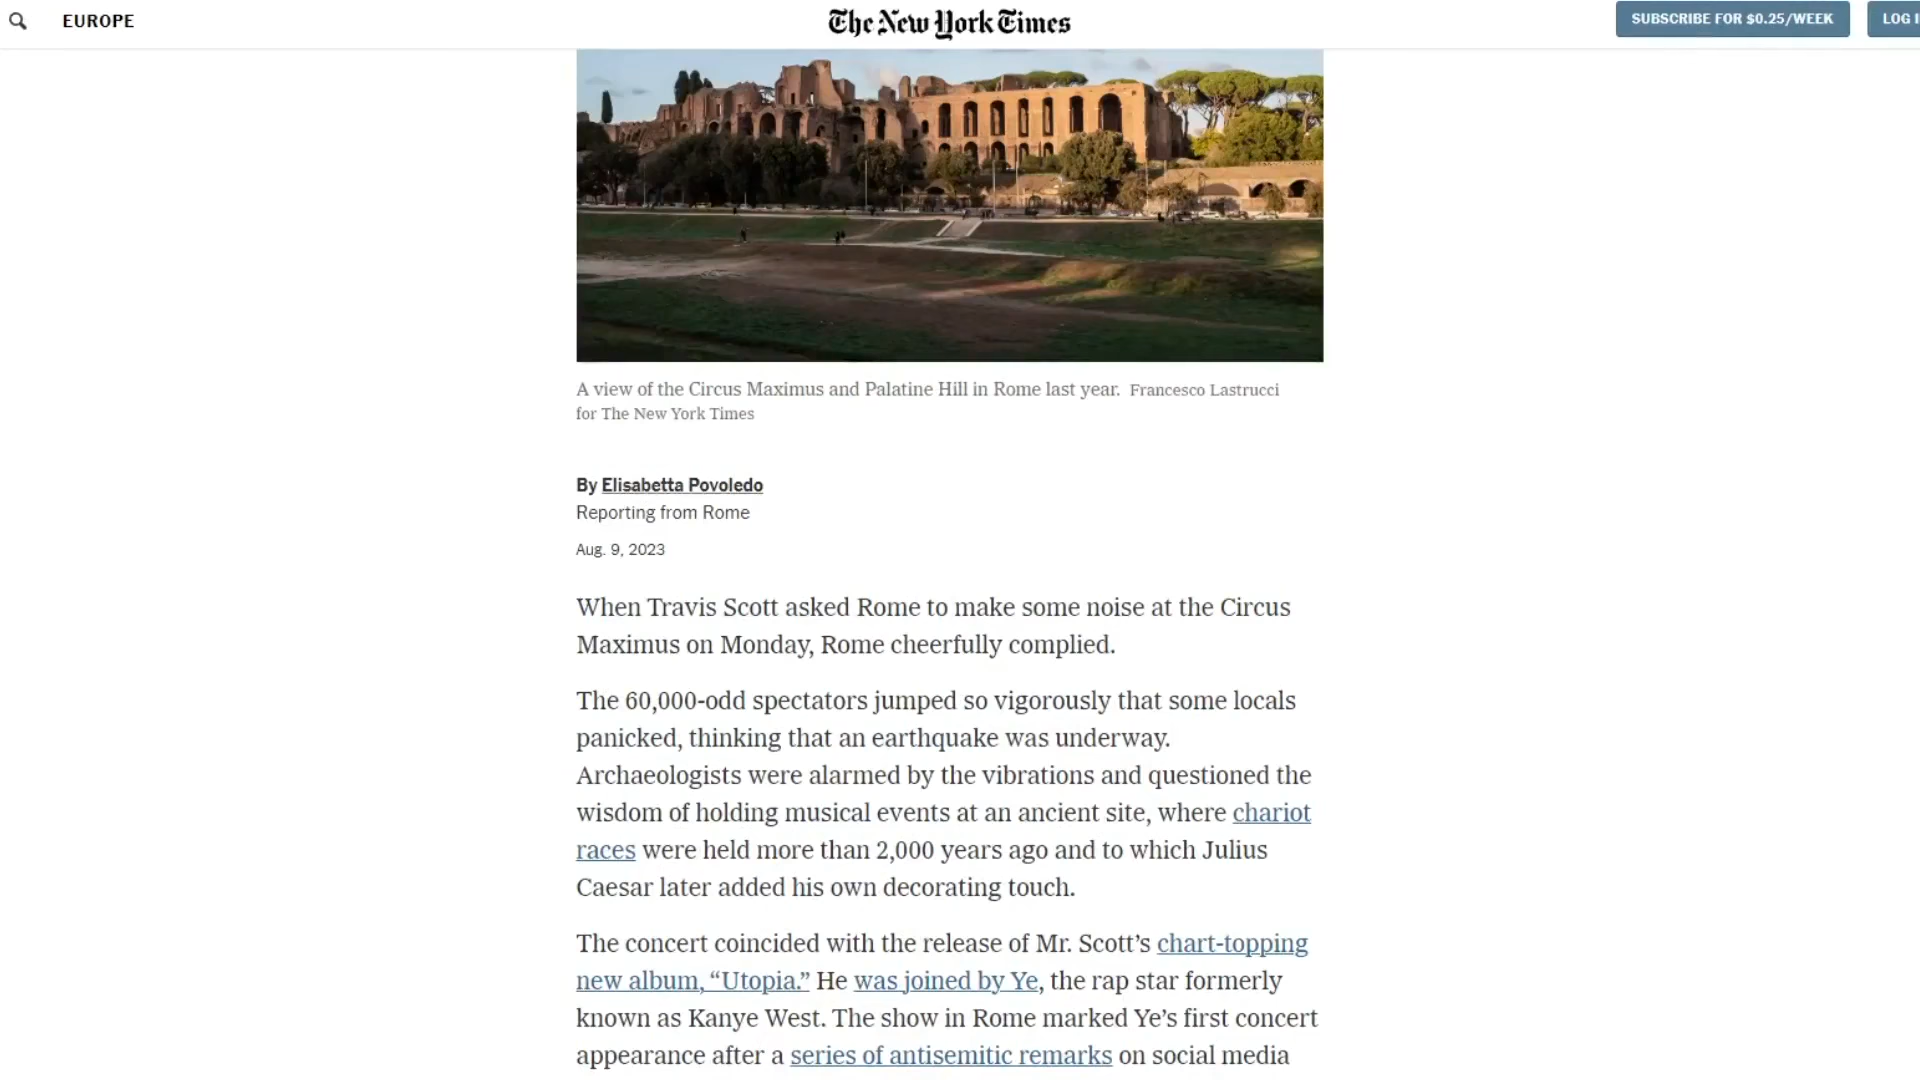 EUROPE
The New York Times
SUBSCRIBE FOR $0.25/WEEK
LOG I
A view of the Circus Maximus and Palatine Hill in Rome last year. Francesco Lastrucci
for The New York Times
By Elisabetta Povoledo
Reporting from Rome
Aug. 9, 2023
When Travis Scott asked Rome to make some noise at the Circus
Maximus on Monday, Rome cheerfully complied.
The 60,000-odd spectators jumped so vigorously that some locals
panicked, thinking that an earthquake was underway.
Archaeologists were alarmed by the vibrations and questioned the
wisdom of holding musical events at an ancient site, where chariot
races were held more than 2,000 years ago and to which Julius
Caesar later added his own decorating touch.
The concert coincided with the release of Mr. Scott’s chart-topping
new album, “Utopia.” He was joined by Ye, the rap star formerly
known as Kanye West. The show in Rome marked Ye’s first concert
appearance after a series of antisemitic remarks on social media